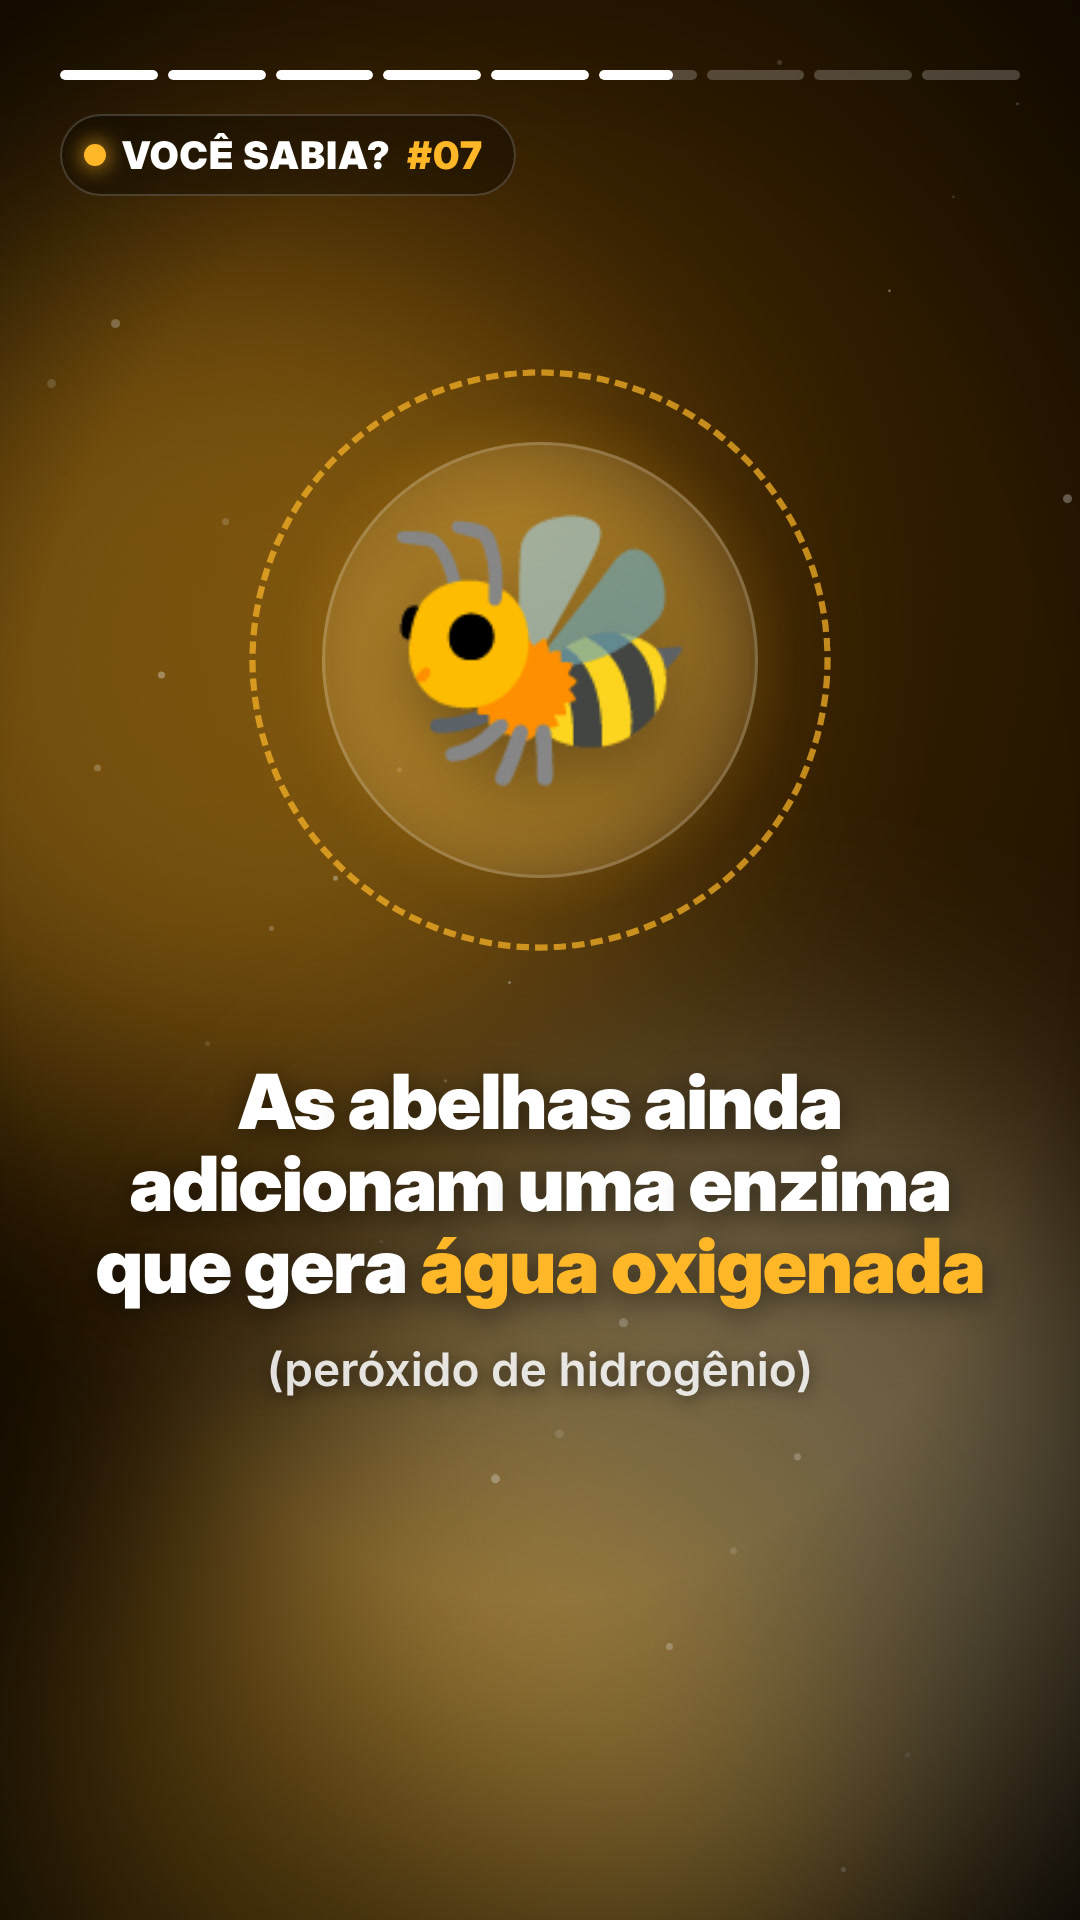 VOCÊ SABIA? #07
As abelhas ainda
adicionam uma enzima
que gera água oxigenada
(peróxido de hidrogênio)